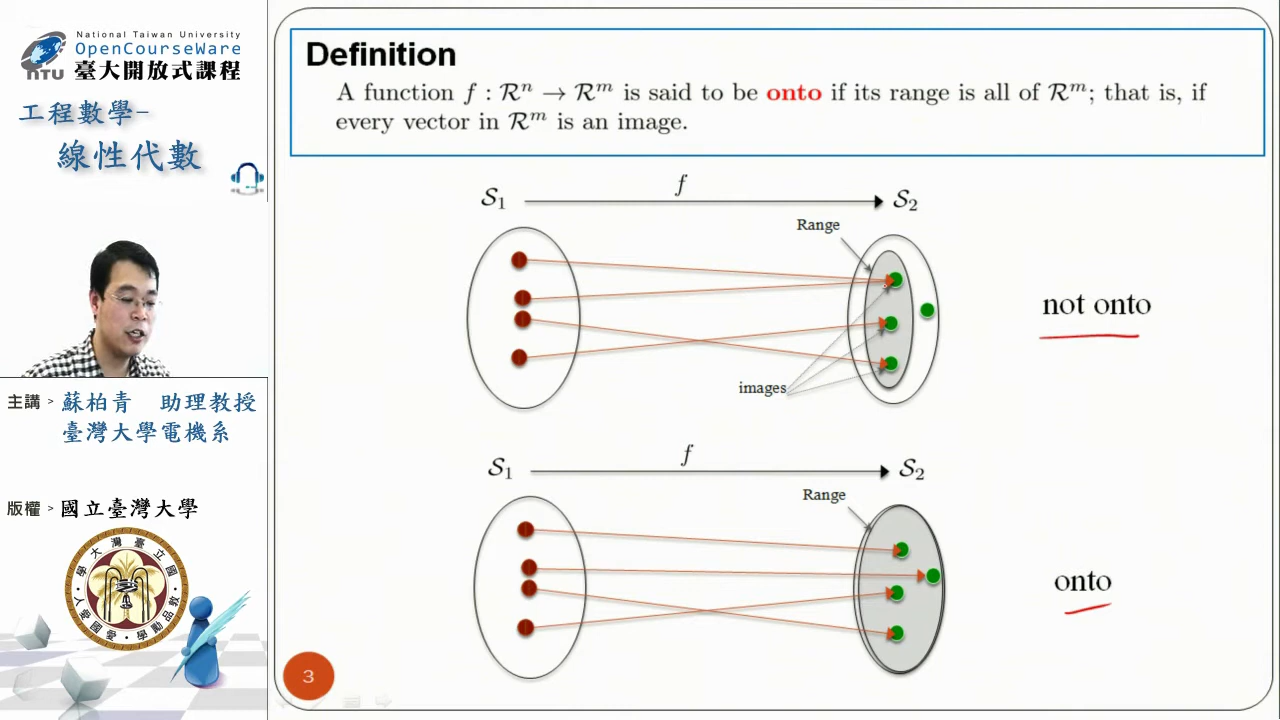 National Taiwan University
OpenCourseWare
NTU 臺大開放式課程
工程數學-
線性代數
主講 > 蘇柏青 助理教授
臺灣大學電機系
版權 > 國立臺灣大學
Definition
A function f : Rⁿ → Rᵐ is said to be onto if its range is all of Rᵐ; that is, if
every vector in Rᵐ is an image.
S₁ f S₂
Range
images
not onto
S₁ f S₂
Range
onto
3